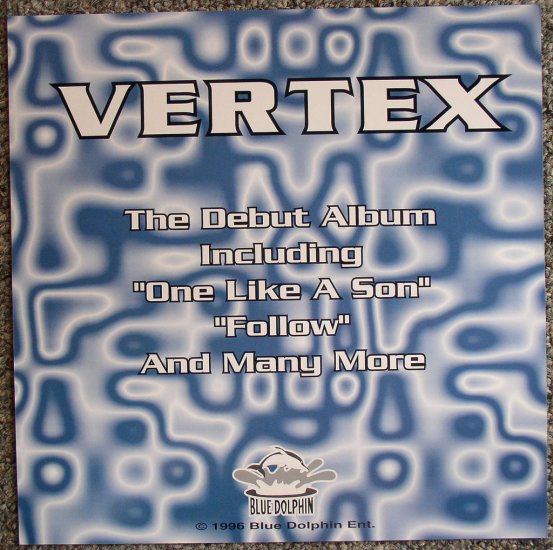 VERTEX
The Debut Album
Including
"One Like A Son"
"Follow"
And Many More
BLUE DOLPHIN
© 1996 Blue Dolphin Ent.